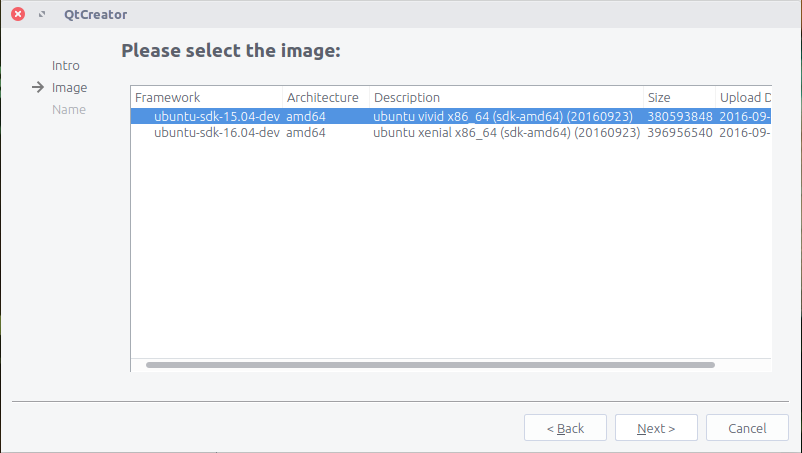 QtCreator
Please select the image:
Intro
Image
Name
Framework Architecture Description Size Upload D
ubuntu-sdk-15.04-dev amd64 ubuntu vivid x86_64 (sdk-amd64) (20160923) 380593848 2016-09-
ubuntu-sdk-16.04-dev amd64 ubuntu xenial x86_64 (sdk-amd64) (20160923) 396956540 2016-09-
< Back Next > Cancel